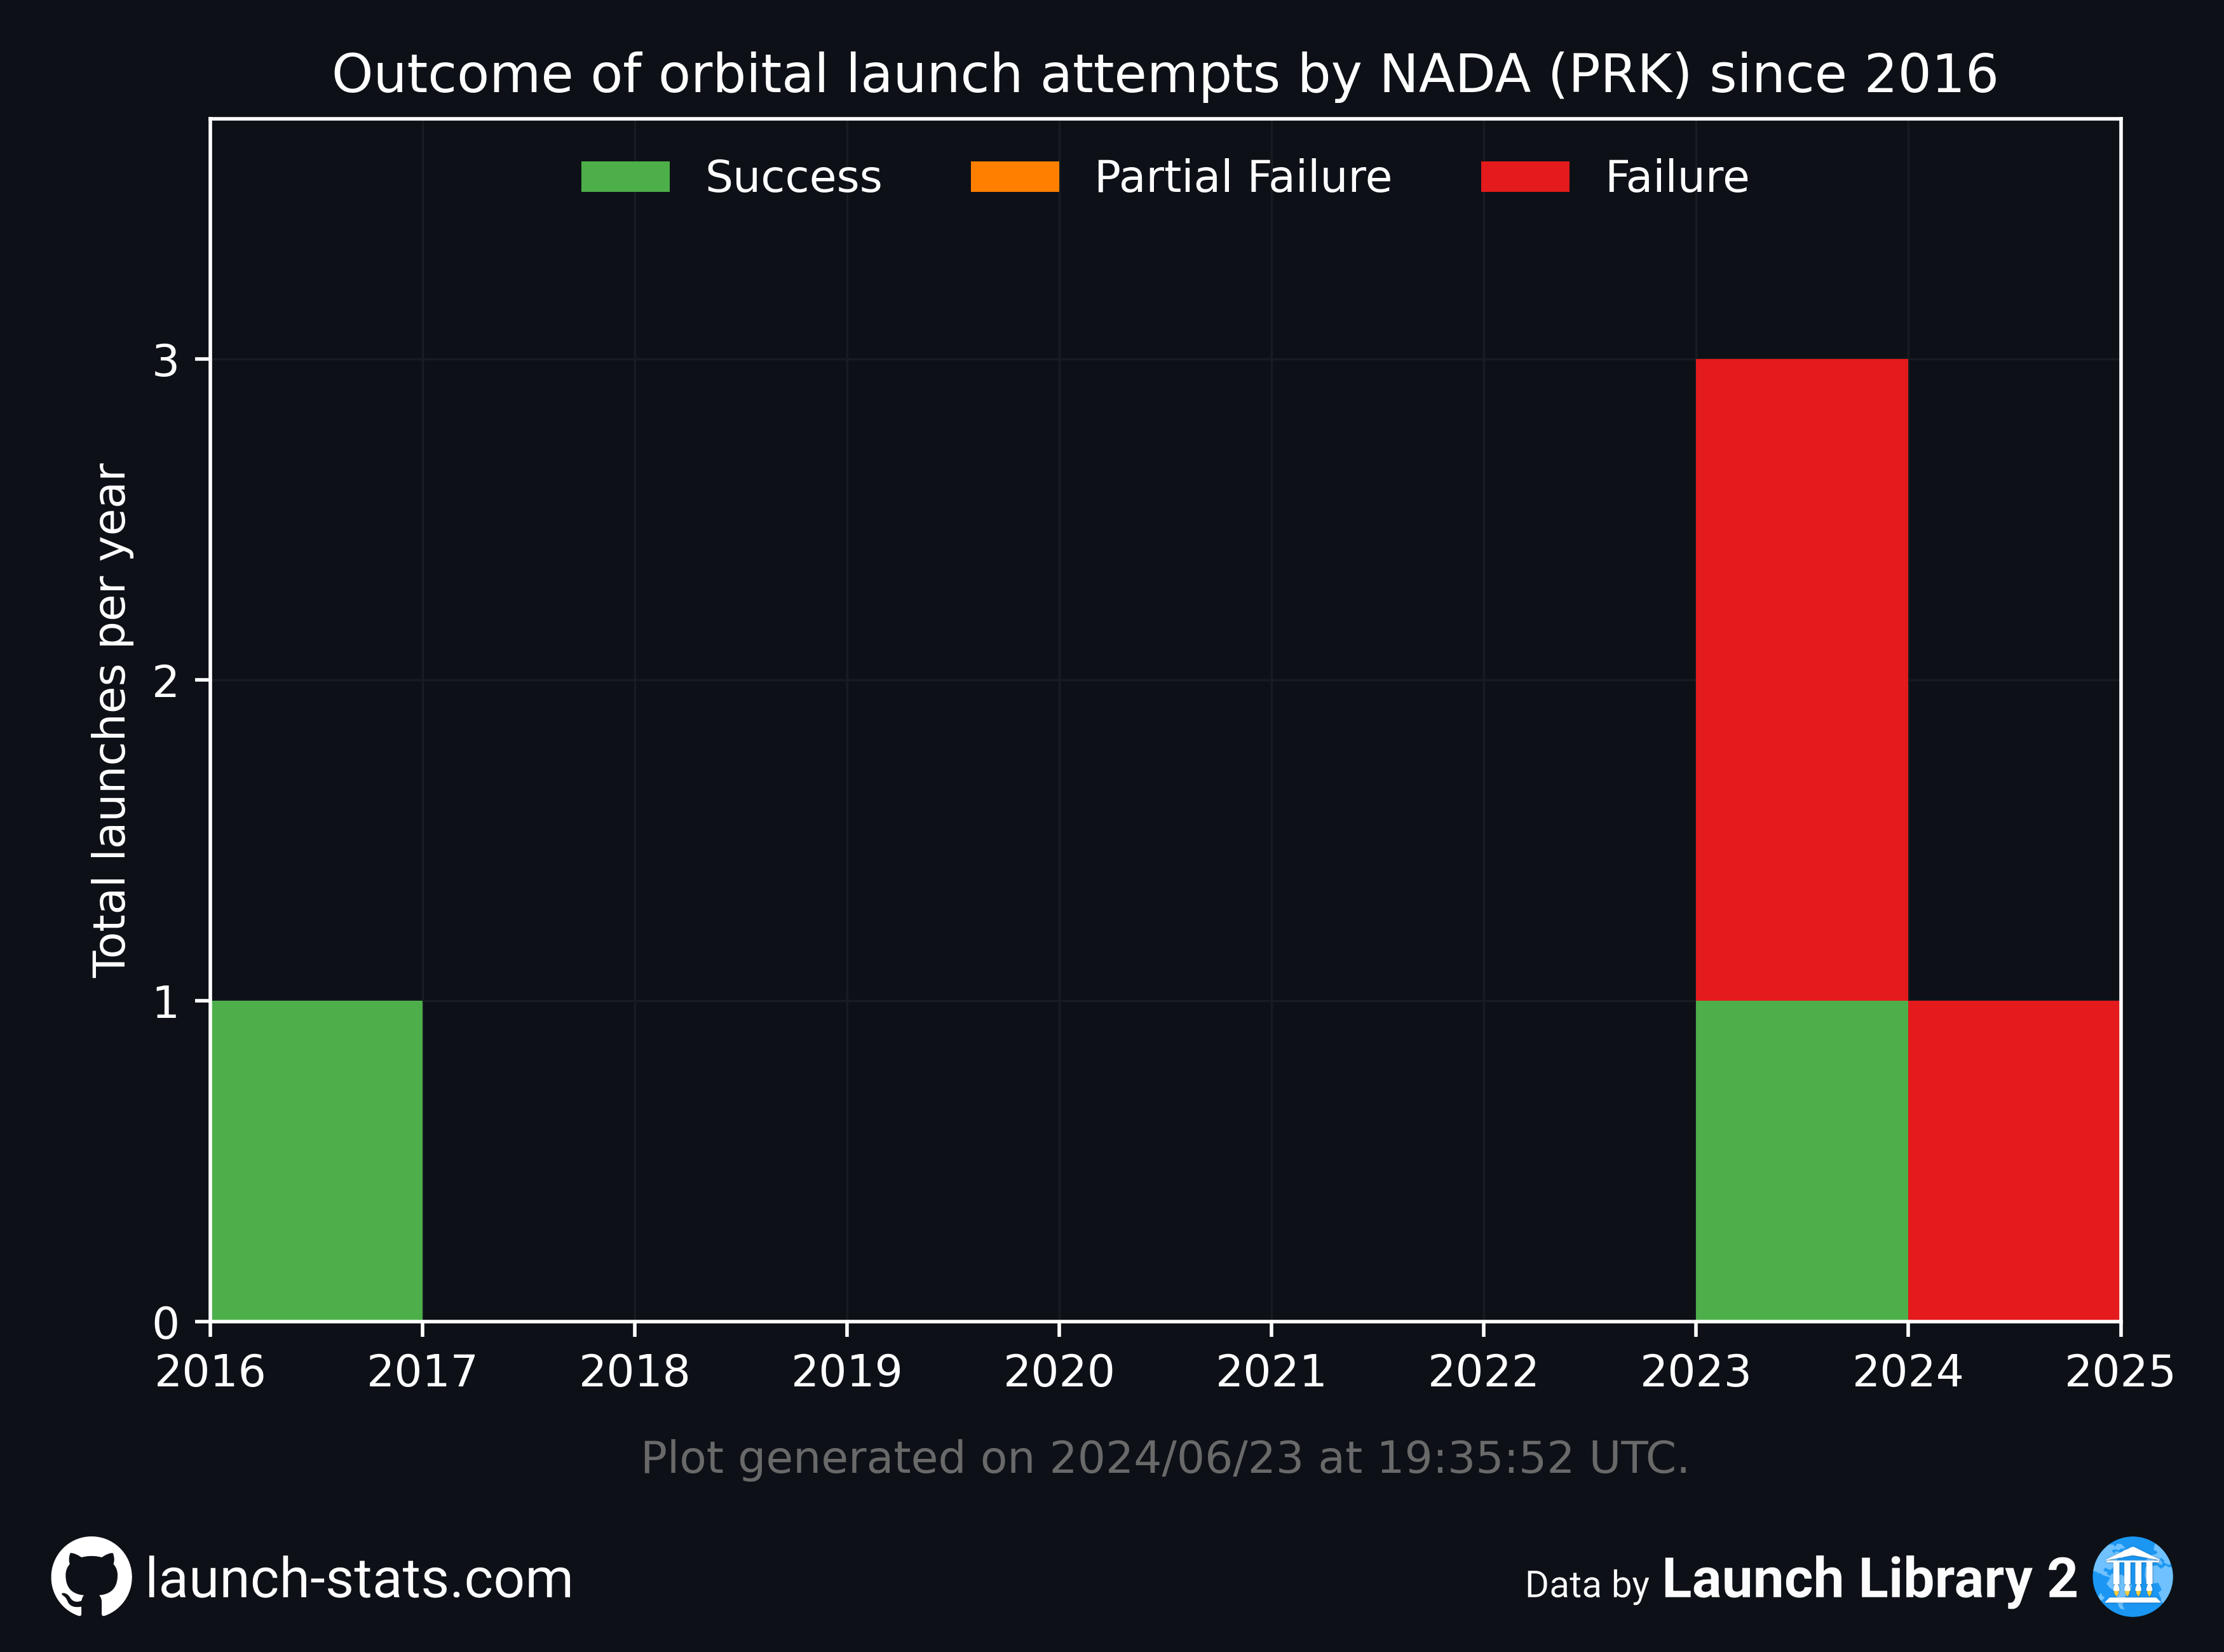 Outcome of orbital launch attempts by NADA (PRK) since 2016
Success Partial Failure Failure
Total launches per year
3
2
1
0
2016 2017 2018 2019 2020 2021 2022 2023 2024 2025
Plot generated on 2024/06/23 at 19:35:52 UTC.
launch-stats.com
Data by Launch Library 2